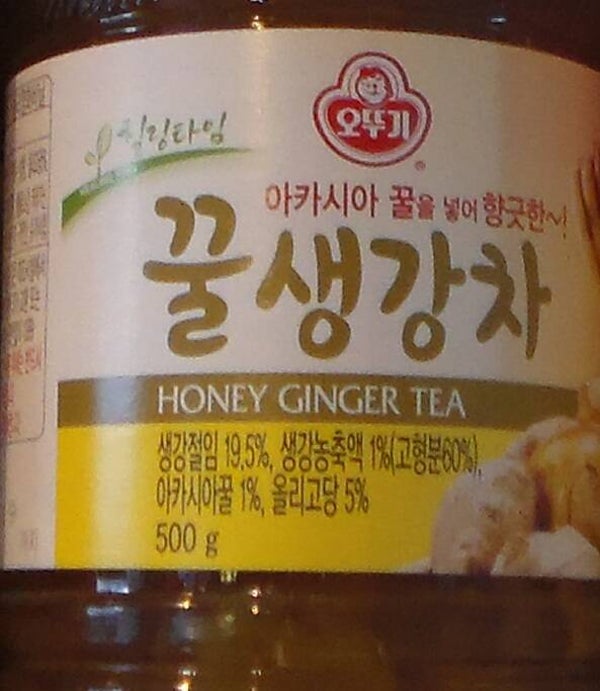 오뚜기
힐링타임
아카시아 꿀을 넣어 향긋한~!
꿀생강차
HONEY GINGER TEA
생강절임 19.5%, 생강농축액 1%(고형분60%),
아카시아꿀 1%, 올리고당 5%
500 g